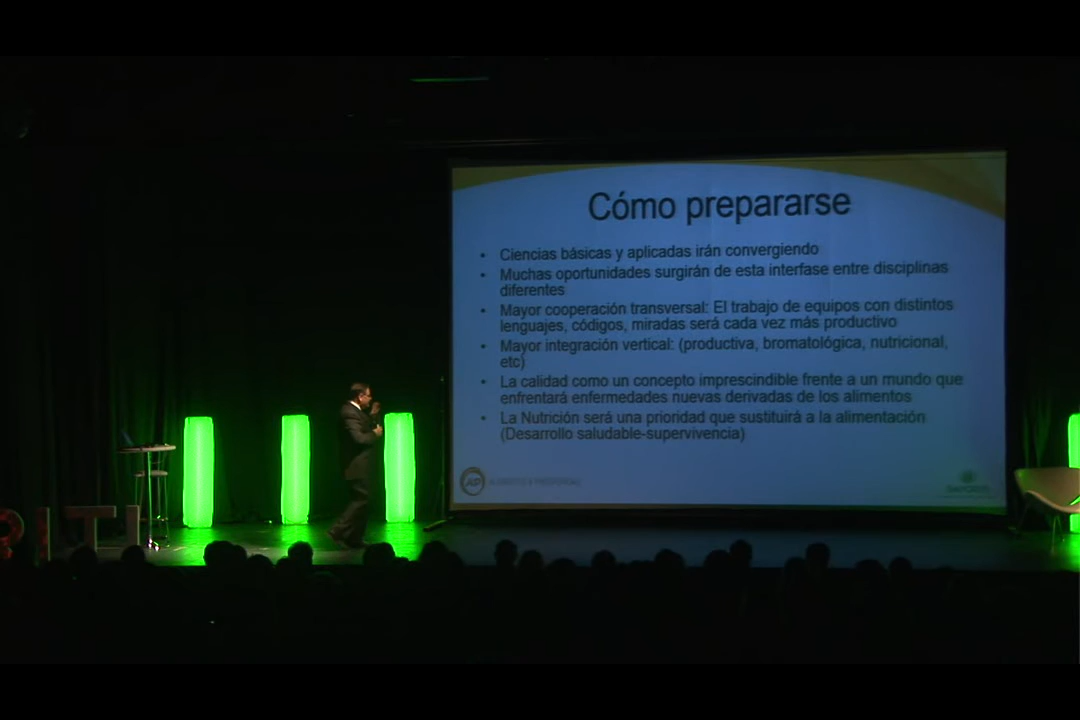 Cómo prepararse
• Ciencias básicas y aplicadas irán convergiendo
• Muchas oportunidades surgirán de esta interfase entre disciplinas
diferentes
• Mayor cooperación transversal: El trabajo de equipos con distintos
lenguajes, códigos, miradas será cada vez más productivo
• Mayor integración vertical: (productiva, bromatológica, nutricional,
etc)
• La calidad como un concepto imprescindible frente a un mundo que
enfrentará enfermedades nuevas derivadas de los alimentos
• La Nutrición será una prioridad que sustituirá a la alimentación
(Desarrollo saludable-supervivencia)